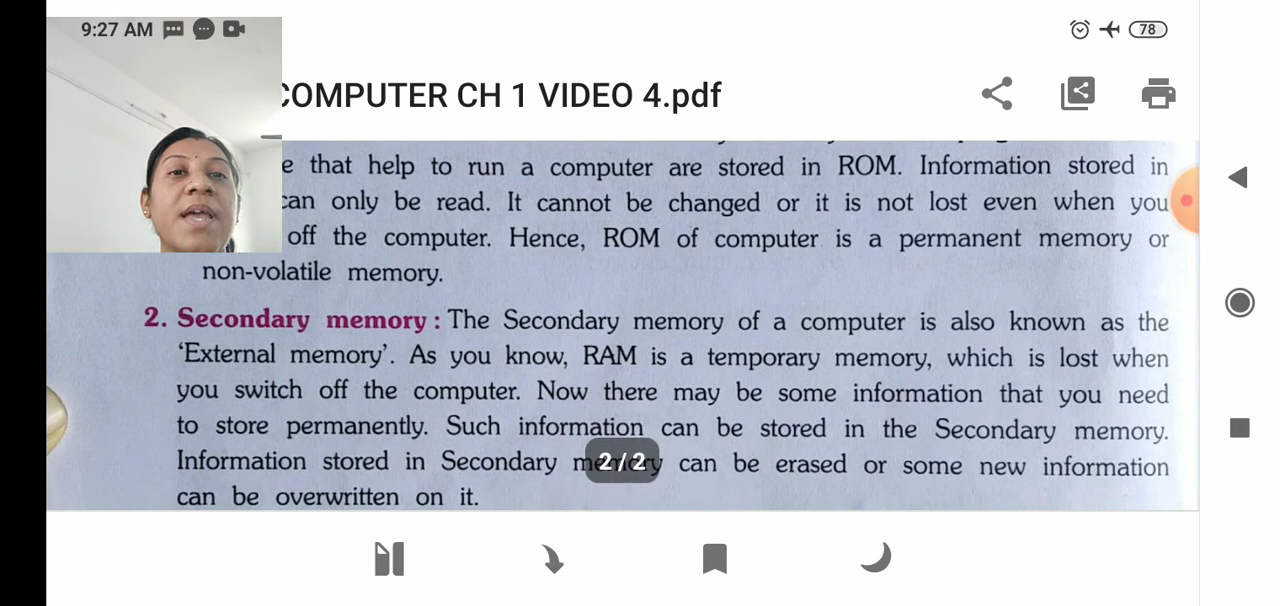 9:27 AM
78
COMPUTER CH 1 VIDEO 4.pdf
that help to run a computer are stored in ROM. Information stored in
can only be read. It cannot be changed or it is not lost even when you
off the computer. Hence, ROM of computer is a permanent memory or
non-volatile memory.
2. Secondary memory : The Secondary memory of a computer is also known as the
'External memory'. As you know, RAM is a temporary memory, which is lost when
you switch off the computer. Now there may be some information that you need
to store permanently. Such information can be stored in the Secondary memory.
Information stored in Secondary memory can be erased or some new information
2 / 2
can be overwritten on it.